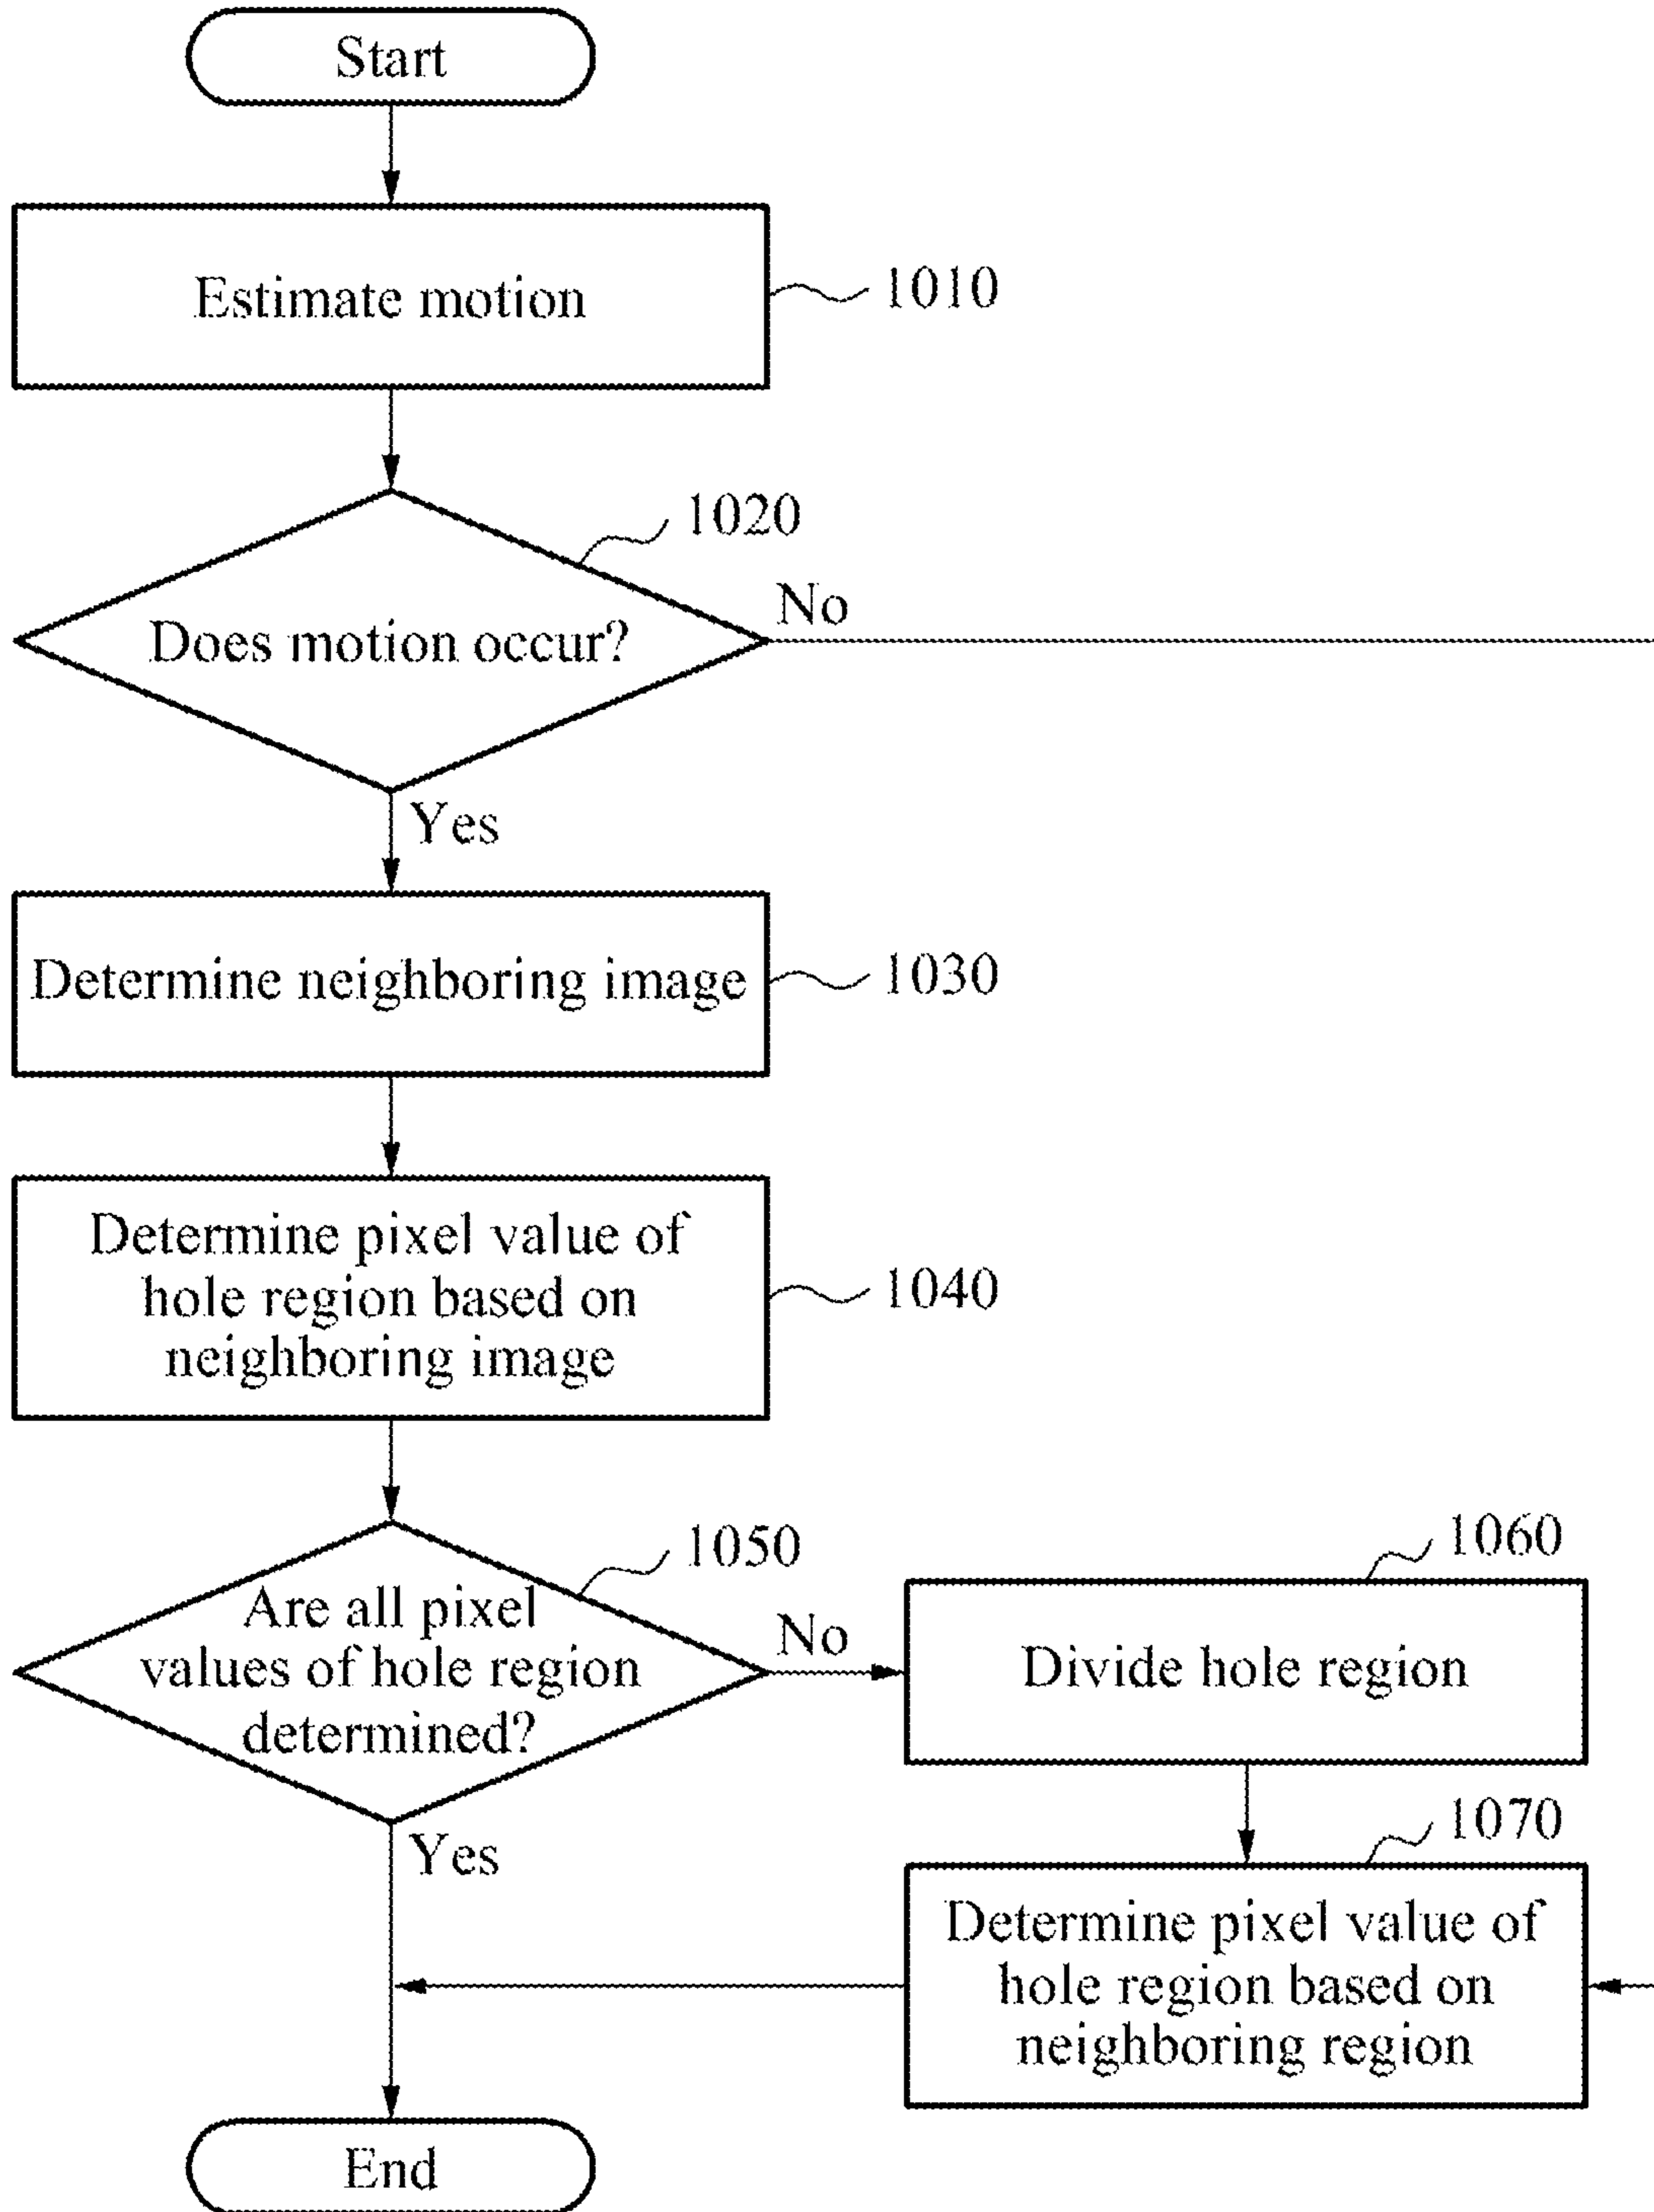 Start
Estimate motion
1010
1020
Does motion occur?
No
Yes
Determine neighboring image
1030
Determine pixel value of
hole region based on
neighboring image
1040
1050
Are all pixel
values of hole region
determined?
No
Yes
1060
Divide hole region
1070
Determine pixel value of
hole region based on
neighboring region
End